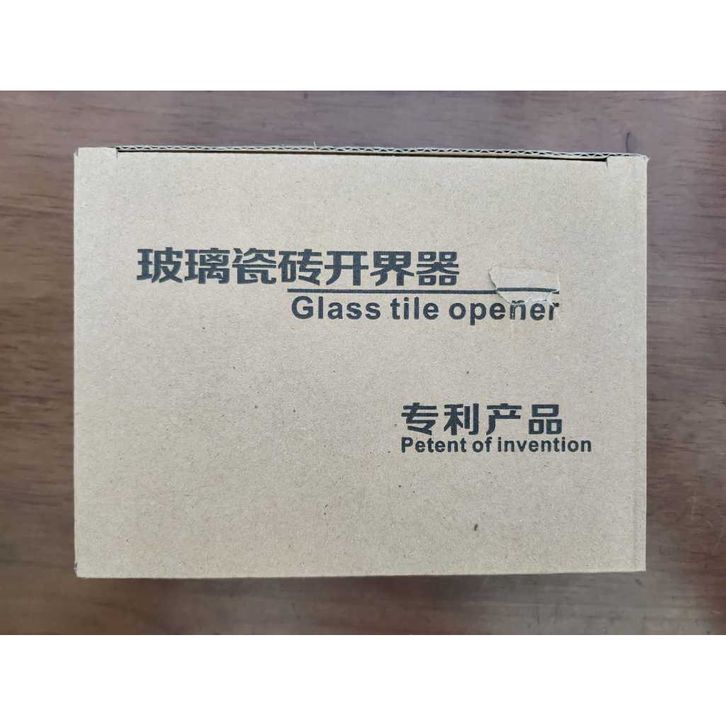 玻璃瓷砖开界器
Glass tile opener
专利产品
Petent of invention